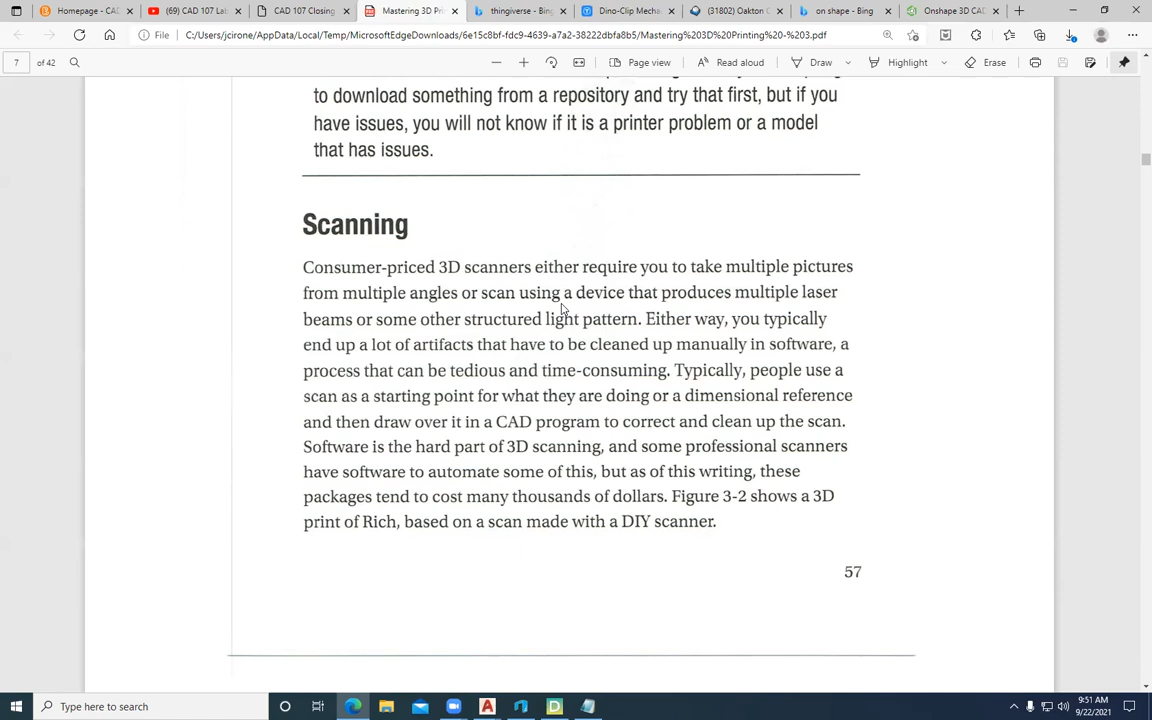 Homepage - CAD
(69) CAD 107 Lab
CAD 107 Closing
Mastering 3D Pri
thingiverse - Bing
Dino-Clip Mecha
(31802) Oakton C
on shape - Bing
Onshape 3D CAD
File
C:/Users/jcirone/AppData/Local/Temp/MicrosoftEdgeDownloads/6e15c8bf-fdc9-4639-a7a2-38222dbfa8b5/Mastering%203D%20Printing%20-%203.pdf
7 of 42
Page view
Read aloud
Draw
Highlight
Erase
to download something from a repository and try that first, but if you
have issues, you will not know if it is a printer problem or a model
that has issues.
Scanning
Consumer-priced 3D scanners either require you to take multiple pictures
from multiple angles or scan using a device that produces multiple laser
beams or some other structured light pattern. Either way, you typically
end up a lot of artifacts that have to be cleaned up manually in software, a
process that can be tedious and time-consuming. Typically, people use a
scan as a starting point for what they are doing or a dimensional reference
and then draw over it in a CAD program to correct and clean up the scan.
Software is the hard part of 3D scanning, and some professional scanners
have software to automate some of this, but as of this writing, these
packages tend to cost many thousands of dollars. Figure 3-2 shows a 3D
print of Rich, based on a scan made with a DIY scanner.
57
Type here to search
9:51 AM
9/22/2021